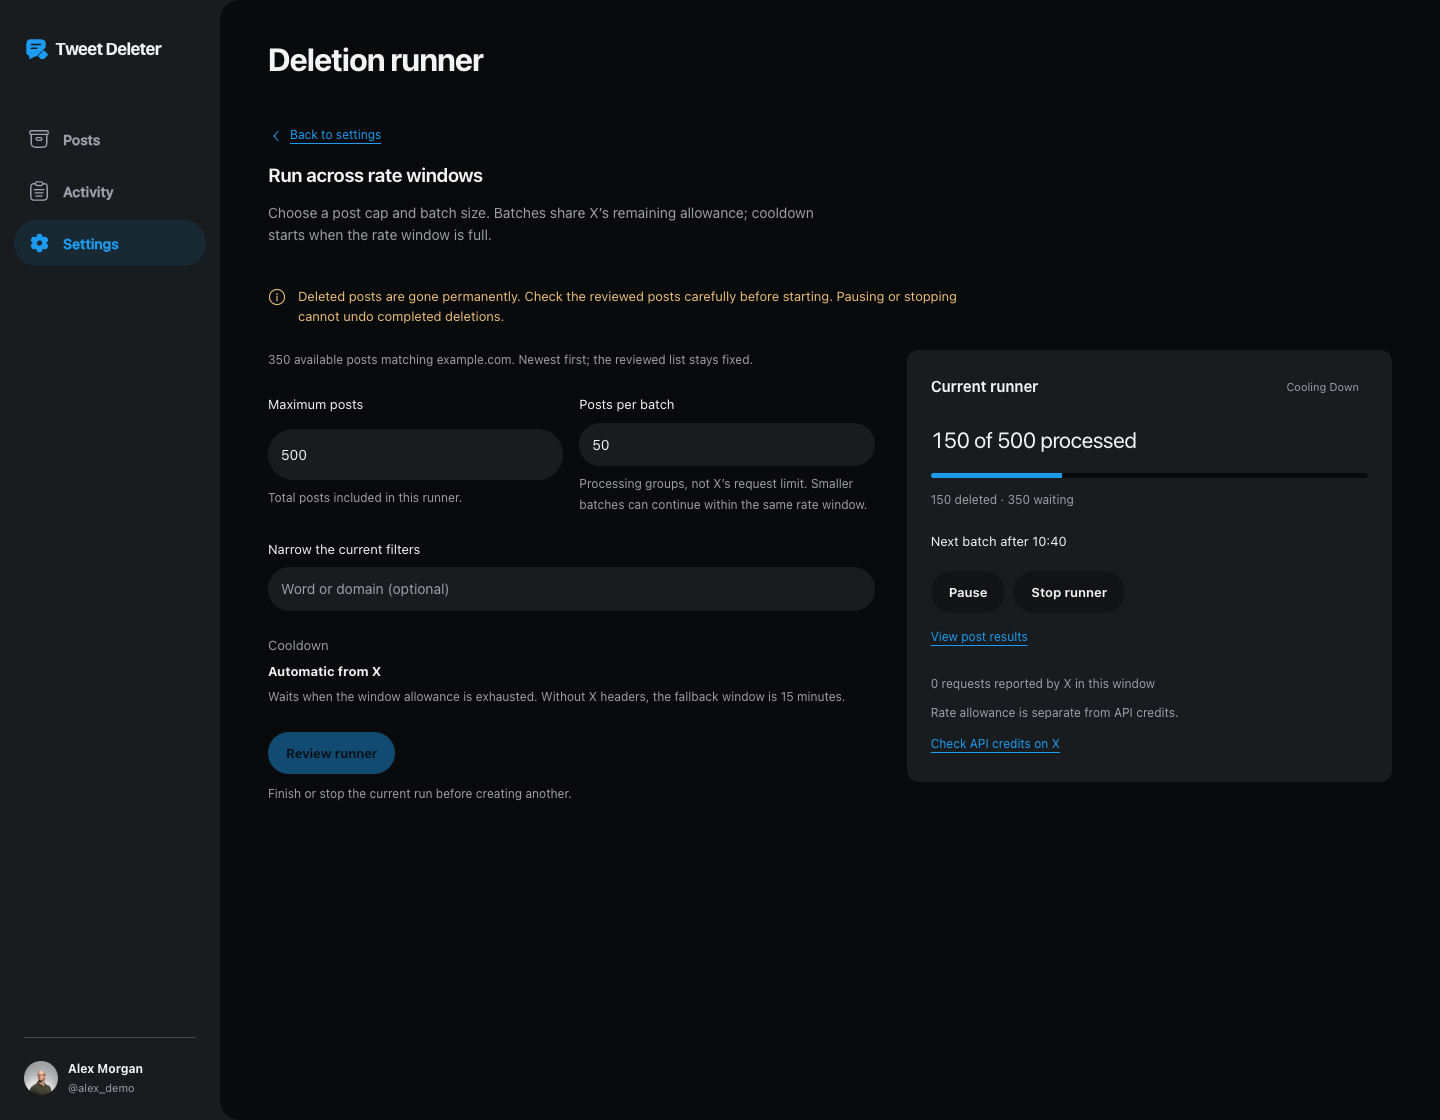 Tweet Deleter
Posts
Activity
Settings
Alex Morgan
@alex_demo
Deletion runner
Back to settings
Run across rate windows
Choose a post cap and batch size. Batches share X’s remaining allowance; cooldown
starts when the rate window is full.
Deleted posts are gone permanently. Check the reviewed posts carefully before starting. Pausing or stopping
cannot undo completed deletions.
350 available posts matching example.com. Newest first; the reviewed list stays fixed.
Maximum posts
500
Total posts included in this runner.
Posts per batch
50
Processing groups, not X’s request limit. Smaller
batches can continue within the same rate window.
Narrow the current filters
Word or domain (optional)
Cooldown
Automatic from X
Waits when the window allowance is exhausted. Without X headers, the fallback window is 15 minutes.
Review runner
Finish or stop the current run before creating another.
Current runner
Cooling Down
150 of 500 processed
150 deleted · 350 waiting
Next batch after 10:40
Pause
Stop runner
View post results
0 requests reported by X in this window
Rate allowance is separate from API credits.
Check API credits on X